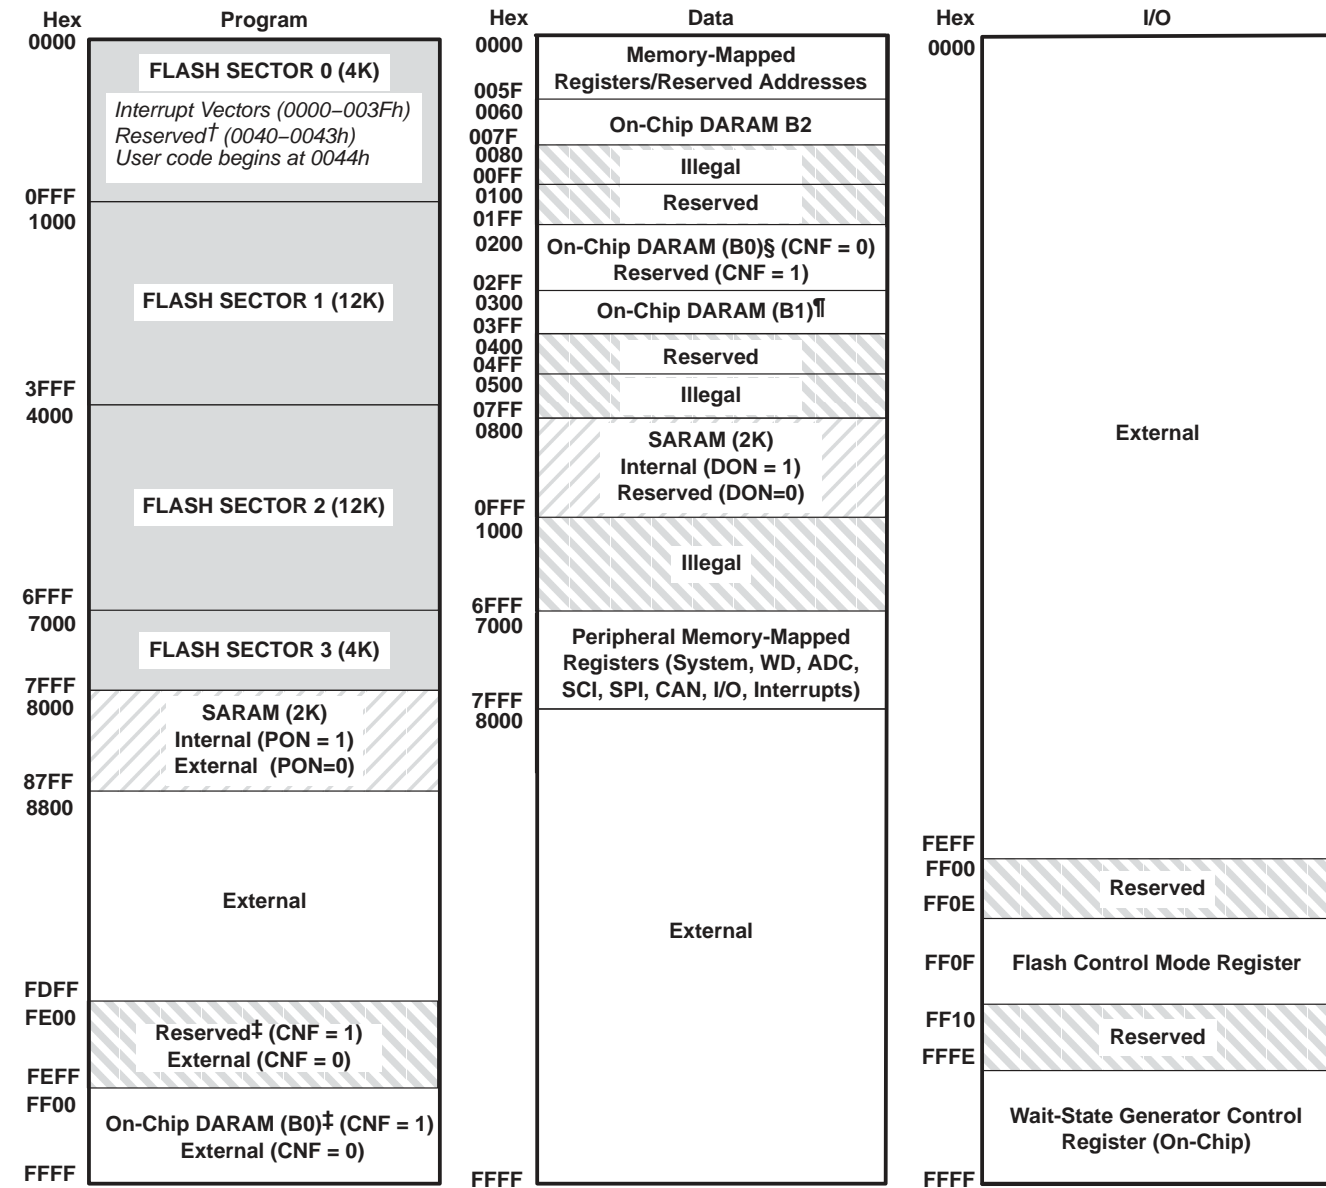 Hex Program
0000
FLASH SECTOR 0 (4K)
Interrupt Vectors (0000–003Fh)
Reserved† (0040–0043h)
User code begins at 0044h
0FFF
1000
FLASH SECTOR 1 (12K)
3FFF
4000
FLASH SECTOR 2 (12K)
6FFF
7000
FLASH SECTOR 3 (4K)
7FFF
8000
SARAM (2K)
Internal (PON = 1)
External (PON=0)
87FF
8800
External
FDFF
FE00
Reserved‡ (CNF = 1)
External (CNF = 0)
FEFF
FF00
On-Chip DARAM (B0)‡ (CNF = 1)
External (CNF = 0)
FFFF
Hex Data
0000
Memory-Mapped
Registers/Reserved Addresses
005F
0060
On-Chip DARAM B2
007F
0080
Illegal
00FF
0100
Reserved
01FF
0200
On-Chip DARAM (B0)§ (CNF = 0)
Reserved (CNF = 1)
02FF
0300
On-Chip DARAM (B1)¶
03FF
0400
Reserved
04FF
0500
Illegal
07FF
0800
SARAM (2K)
Internal (DON = 1)
Reserved (DON=0)
0FFF
1000
Illegal
6FFF
7000
Peripheral Memory-Mapped
Registers (System, WD, ADC,
SCI, SPI, CAN, I/O, Interrupts)
7FFF
8000
External
FFFF
Hex I/O
0000
External
FEFF
FF00
Reserved
FF0E
FF0F Flash Control Mode Register
FF10
Reserved
FFFE
Wait-State Generator Control
Register (On-Chip)
FFFF